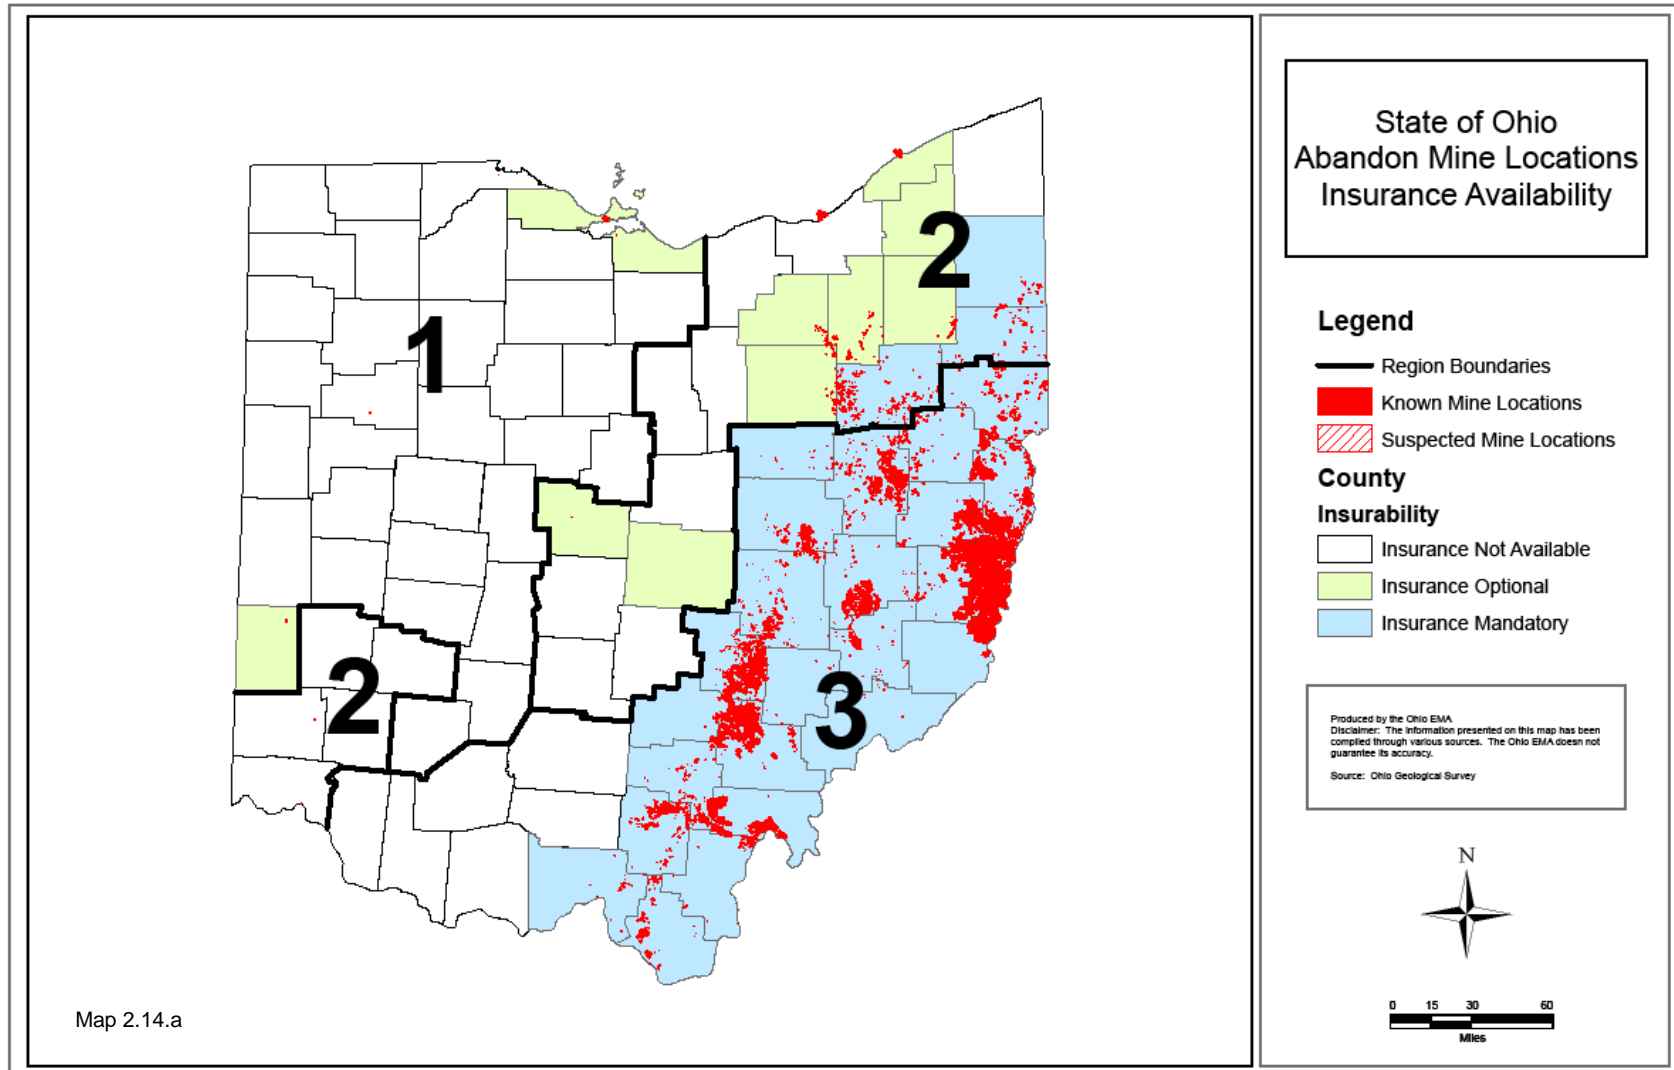 State of Ohio
Abandon Mine Locations
Insurance Availability
1
2
2
3
Map 2.14.a
Legend
Region Boundaries
Known Mine Locations
Suspected Mine Locations
County
Insurability
Insurance Not Available
Insurance Optional
Insurance Mandatory
Produced by the Ohio EMA
Disclaimer: The information presented on this map has been
compiled through various sources. The Ohio EMA doesn not
guarantee its accuracy.
Source: Ohio Geological Survey
N
0 15 30 60
Miles